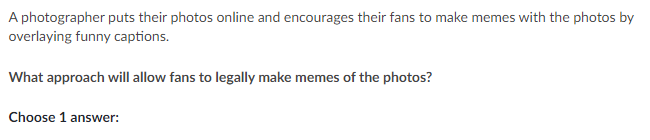 A photographer puts their photos online and encourages their fans to make memes with the photos by
overlaying funny captions.
What approach will allow fans to legally make memes of the photos?
Choose 1 answer: